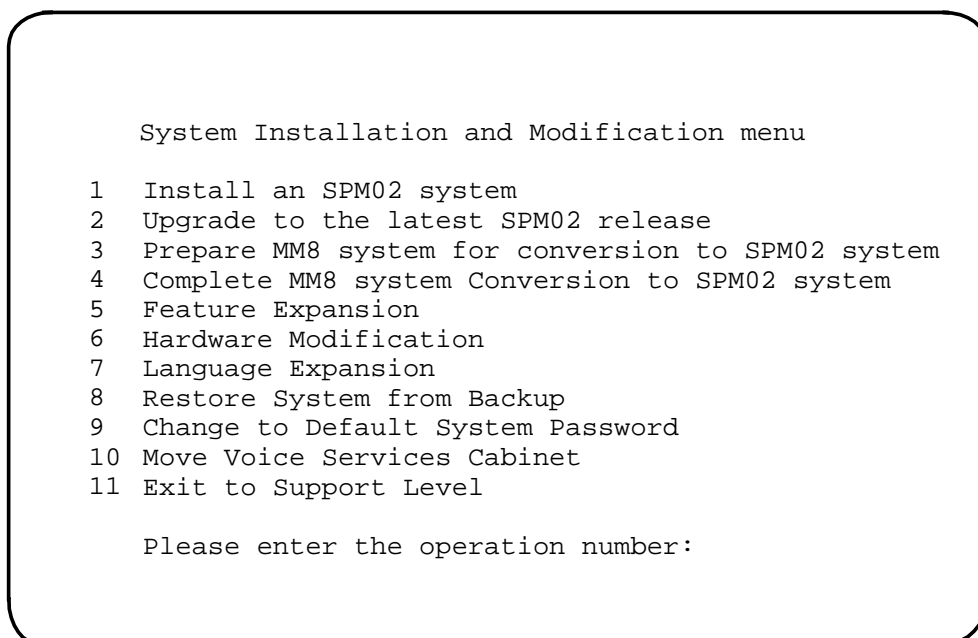 System Installation and Modification menu
1 Install an SPM02 system
2 Upgrade to the latest SPM02 release
3 Prepare MM8 system for conversion to SPM02 system
4 Complete MM8 system Conversion to SPM02 system
5 Feature Expansion
6 Hardware Modification
7 Language Expansion
8 Restore System from Backup
9 Change to Default System Password
10 Move Voice Services Cabinet
11 Exit to Support Level
Please enter the operation number: